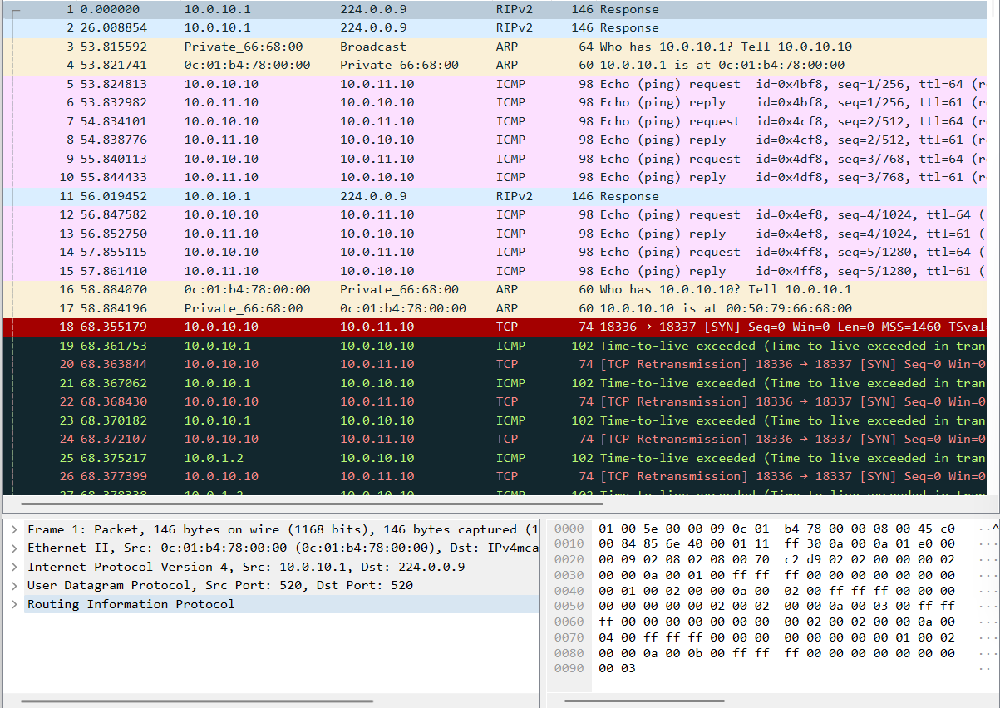 1 0.000000 10.0.10.1 224.0.0.9 RIPv2 146 Response
2 26.008854 10.0.10.1 224.0.0.9 RIPv2 146 Response
3 53.815592 Private_66:68:00 Broadcast ARP 64 Who has 10.0.10.1? Tell 10.0.10.10
4 53.821741 0c:01:b4:78:00:00 Private_66:68:00 ARP 60 10.0.10.1 is at 0c:01:b4:78:00:00
5 53.824813 10.0.10.10 10.0.11.10 ICMP 98 Echo (ping) request id=0x4bf8, seq=1/256, ttl=64 (r
6 53.832982 10.0.11.10 10.0.10.10 ICMP 98 Echo (ping) reply id=0x4bf8, seq=1/256, ttl=61 (r
7 54.834101 10.0.10.10 10.0.11.10 ICMP 98 Echo (ping) request id=0x4cf8, seq=2/512, ttl=64 (r
8 54.838776 10.0.11.10 10.0.10.10 ICMP 98 Echo (ping) reply id=0x4cf8, seq=2/512, ttl=61 (r
9 55.840113 10.0.10.10 10.0.11.10 ICMP 98 Echo (ping) request id=0x4df8, seq=3/768, ttl=64 (r
10 55.844433 10.0.11.10 10.0.10.10 ICMP 98 Echo (ping) reply id=0x4df8, seq=3/768, ttl=61 (r
11 56.019452 10.0.10.1 224.0.0.9 RIPv2 146 Response
12 56.847582 10.0.10.10 10.0.11.10 ICMP 98 Echo (ping) request id=0x4ef8, seq=4/1024, ttl=64 (
13 56.852750 10.0.11.10 10.0.10.10 ICMP 98 Echo (ping) reply id=0x4ef8, seq=4/1024, ttl=61 (
14 57.855115 10.0.10.10 10.0.11.10 ICMP 98 Echo (ping) request id=0x4ff8, seq=5/1280, ttl=64 (
15 57.861410 10.0.11.10 10.0.10.10 ICMP 98 Echo (ping) reply id=0x4ff8, seq=5/1280, ttl=61 (
16 58.884070 0c:01:b4:78:00:00 Private_66:68:00 ARP 60 Who has 10.0.10.10? Tell 10.0.10.1
17 58.884196 Private_66:68:00 0c:01:b4:78:00:00 ARP 60 10.0.10.10 is at 00:50:79:66:68:00
18 68.355179 10.0.10.10 10.0.11.10 TCP 74 18336 → 18337 [SYN] Seq=0 Win=0 Len=0 MSS=1460 TSval
19 68.361753 10.0.10.1 10.0.10.10 ICMP 102 Time-to-live exceeded (Time to live exceeded in tran
20 68.363844 10.0.10.10 10.0.11.10 TCP 74 [TCP Retransmission] 18336 → 18337 [SYN] Seq=0 Win=0
21 68.367062 10.0.10.1 10.0.10.10 ICMP 102 Time-to-live exceeded (Time to live exceeded in tran
22 68.368430 10.0.10.10 10.0.11.10 TCP 74 [TCP Retransmission] 18336 → 18337 [SYN] Seq=0 Win=0
23 68.370182 10.0.10.1 10.0.10.10 ICMP 102 Time-to-live exceeded (Time to live exceeded in tran
24 68.372107 10.0.10.10 10.0.11.10 TCP 74 [TCP Retransmission] 18336 → 18337 [SYN] Seq=0 Win=0
25 68.375217 10.0.1.2 10.0.10.10 ICMP 102 Time-to-live exceeded (Time to live exceeded in tran
26 68.377399 10.0.10.10 10.0.11.10 TCP 74 [TCP Retransmission] 18336 → 18337 [SYN] Seq=0 Win=0
27 68.378338 10.0.1.2 10.0.10.10 ICMP 102 Time-to-live exceeded (Time to live exceeded in tran
Frame 1: Packet, 146 bytes on wire (1168 bits), 146 bytes captured (1
Ethernet II, Src: 0c:01:b4:78:00:00 (0c:01:b4:78:00:00), Dst: IPv4mca
Internet Protocol Version 4, Src: 10.0.10.1, Dst: 224.0.0.9
User Datagram Protocol, Src Port: 520, Dst Port: 520
Routing Information Protocol
0000 01 00 5e 00 00 09 0c 01 b4 78 00 00 08 00 45 c0 ··^
0010 00 84 85 6e 40 00 01 11 ff 30 0a 00 0a 01 e0 00 ···
0020 00 09 02 08 02 08 00 70 c2 d9 02 02 00 00 00 02 ···
0030 00 00 0a 00 01 00 ff ff ff 00 00 00 00 00 00 00 ···
0040 00 01 00 02 00 00 0a 00 02 00 ff ff ff 00 00 00 ···
0050 00 00 00 00 00 02 00 02 00 00 0a 00 03 00 ff ff ···
0060 ff 00 00 00 00 00 00 00 00 02 00 02 00 00 0a 00 ···
0070 04 00 ff ff ff 00 00 00 00 00 00 00 00 01 00 02 ···
0080 00 00 0a 00 0b 00 ff ff ff 00 00 00 00 00 00 00 ···
0090 00 03 ··